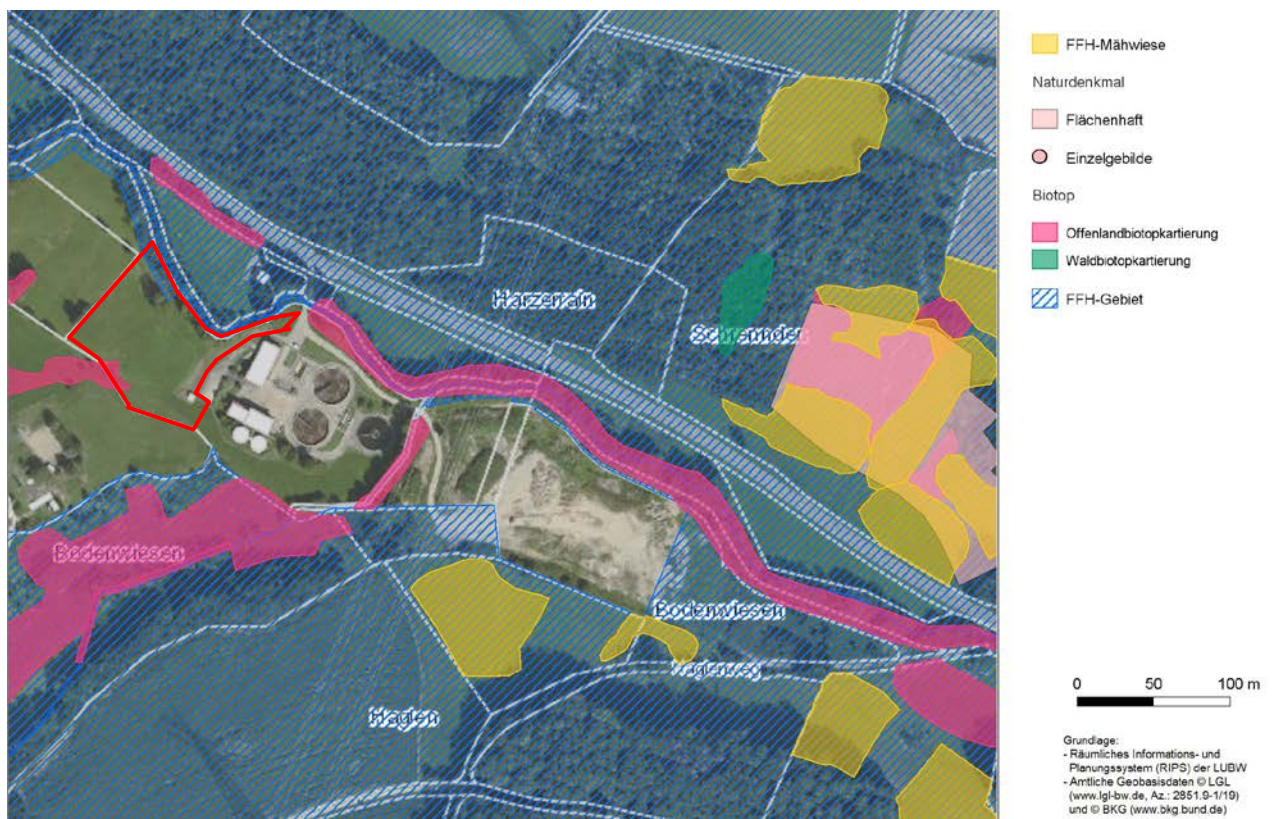 FFH-Mähwiese
Naturdenkmal
Flächenhaft
Einzelgebilde
Biotop
Offenlandbiotopkartierung
Waldbiotopkartierung
FFH-Gebiet
Harzerrain
Bodenwiesen
Bodenwiesen
Haglen
0 50 100 m
Grundlage:
- Räumliches Informations- und
Planungssystem (RIPS) der LUBW
- Amtliche Geobasisdaten © LGL
(www.lgl-bw.de, Az.: 2851.9-1/19)
und © BKG (www.bkg.bund.de)